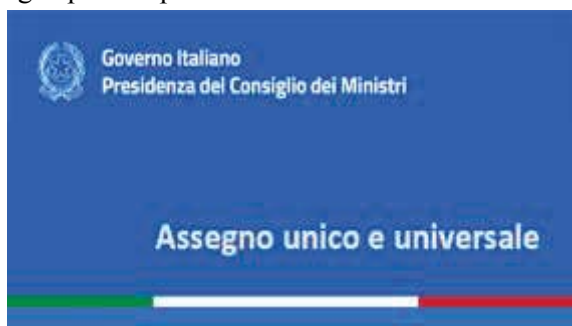 Governo Italiano
Presidenza del Consiglio dei Ministri
Assegno unico e universale